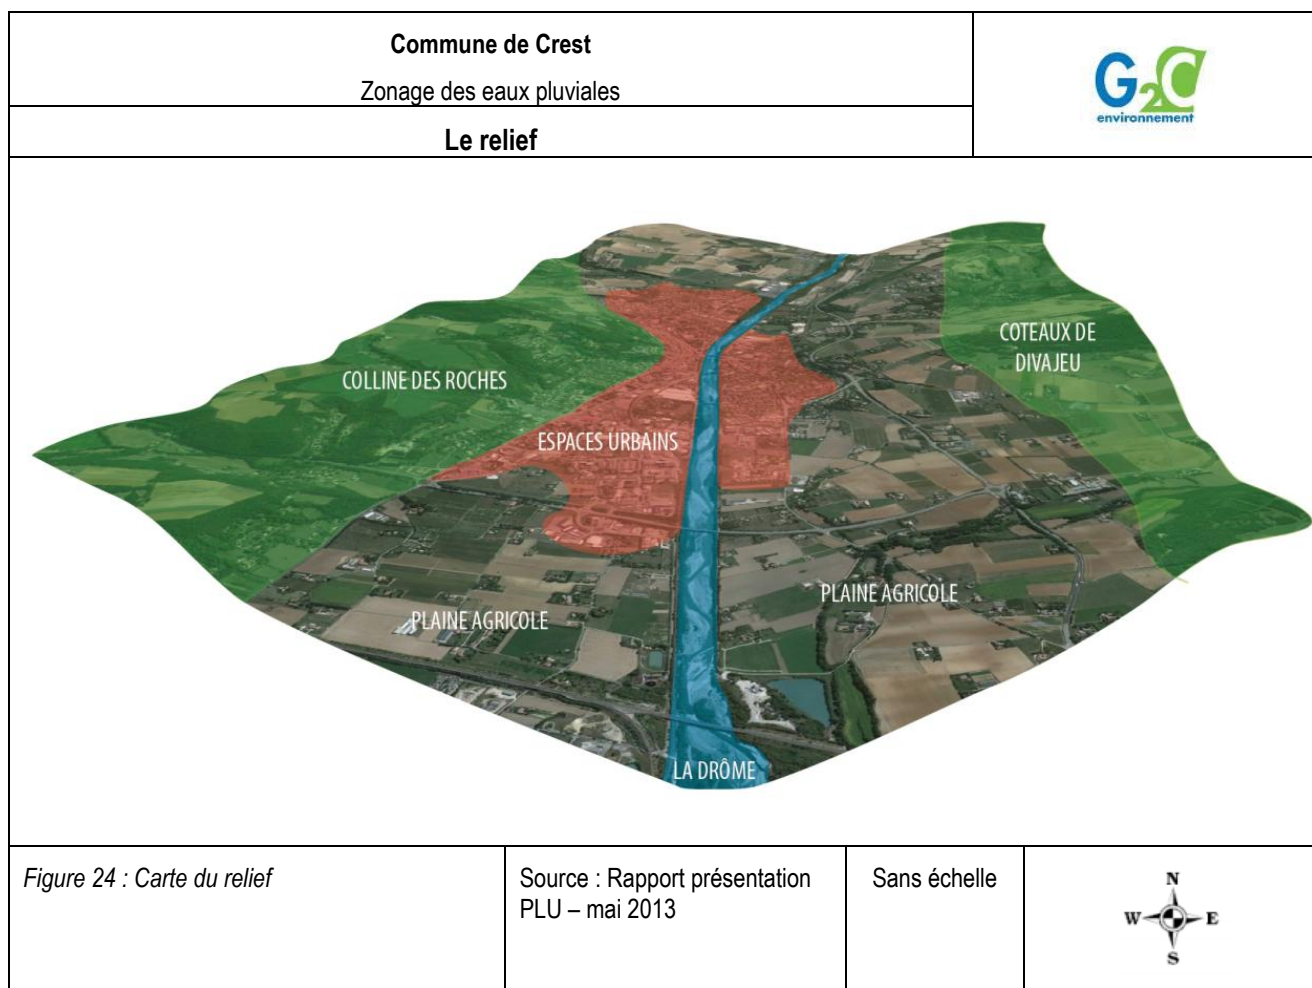 Commune de Crest
Zonage des eaux pluviales
Le relief
G2C
environnement
COLLINE DES ROCHES
COTEAUX DE
DIVAJEU
ESPACES URBAINS
PLAINE AGRICOLE
PLAINE AGRICOLE
LA DRÔME
Figure 24 : Carte du relief
Source : Rapport présentation
PLU – mai 2013
Sans échelle
N
W E
S